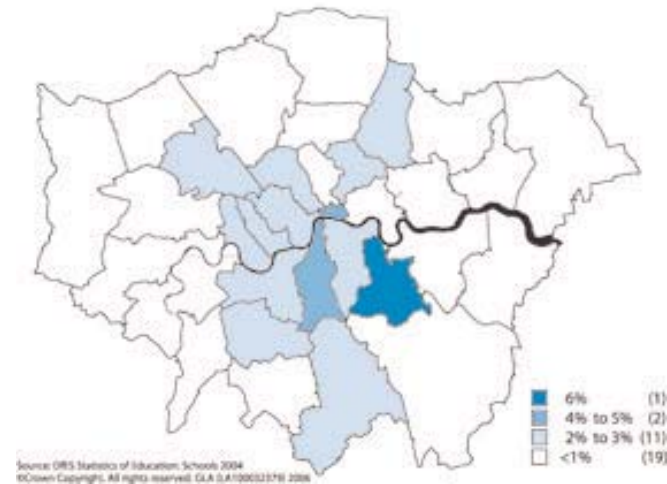 6% (1)
4% to 5% (2)
2% to 3% (11)
<1% (19)
Source: DfES Statistics of Education: Schools 2004
©Crown Copyright. All rights reserved. GLA (LA100032379) 2006